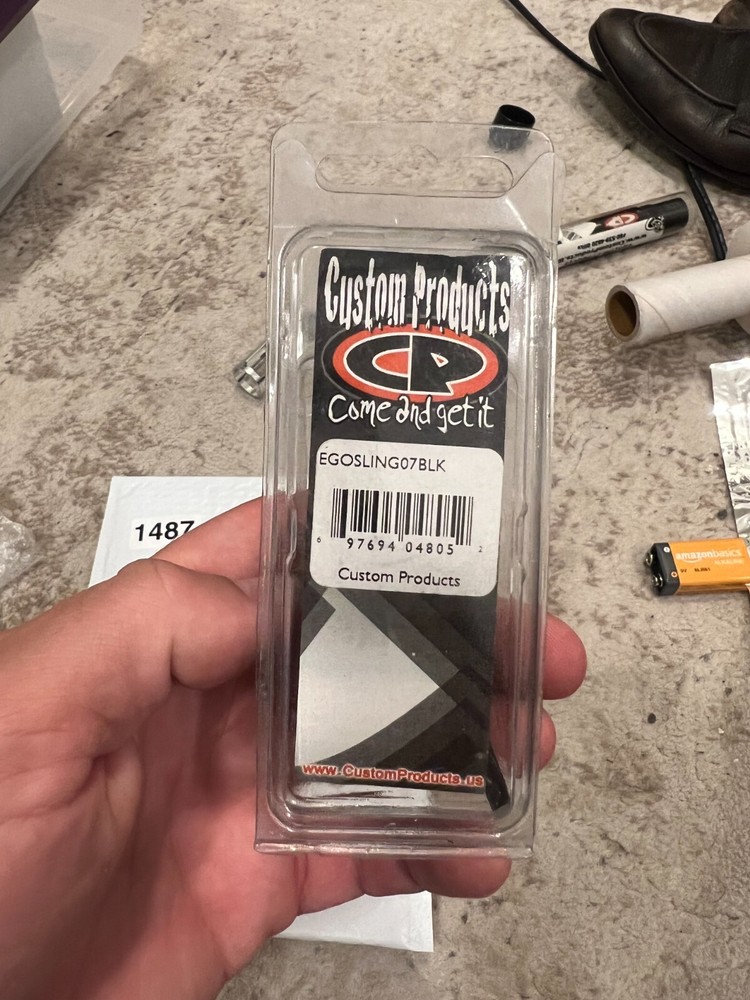 Custom Products
CP
Come and get it
EGOSLING07BLK
6 97694 04805 2
Custom Products
www.CustomProducts.us
1487
amazonbasics
9V